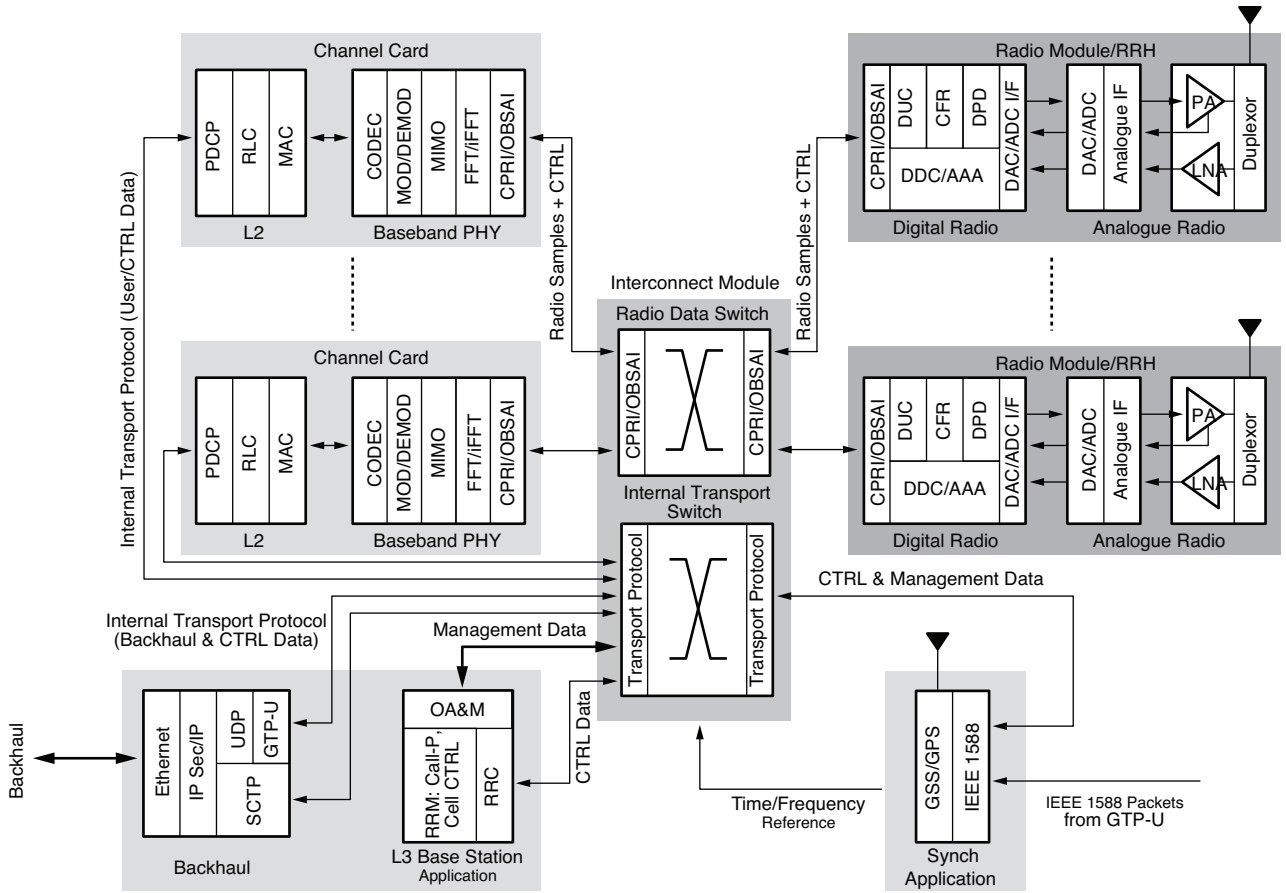 Channel Card
PDCP
RLC
MAC
L2
CODEC
MOD/DEMOD
MIMO
FFT/iFFT
CPRI/OBSAI
Baseband PHY
Radio Module/RRH
CPRI/OBSAI
DUC
CFR
DPD
DDC/AAA
DAC/ADC I/F
Digital Radio
DAC/ADC
Analogue IF
PA
LNA
Duplexor
Analogue Radio
Internal Transport Protocol (User/CTRL Data)
Radio Samples + CTRL
Radio Samples + CTRL
Interconnect Module
Radio Data Switch
CPRI/OBSAI
CPRI/OBSAI
Channel Card
PDCP
RLC
MAC
L2
CODEC
MOD/DEMOD
MIMO
FFT/iFFT
CPRI/OBSAI
Baseband PHY
Radio Module/RRH
CPRI/OBSAI
DUC
CFR
DPD
DDC/AAA
DAC/ADC I/F
Digital Radio
DAC/ADC
Analogue IF
PA
LNA
Duplexor
Analogue Radio
Internal Transport
Switch
Transport Protocol
Transport Protocol
CTRL & Management Data
Internal Transport Protocol
(Backhaul & CTRL Data)
Management Data
Backhaul
Ethernet
IP Sec/IP
UDP
GTP-U
SCTP
Backhaul
OA&M
RRM: Call-P,
Cell CTRL
RRC
L3 Base Station
Application
CTRL Data
Time/Frequency
Reference
GSS/GPS
IEEE 1588
Synch
Application
IEEE 1588 Packets
from GTP-U